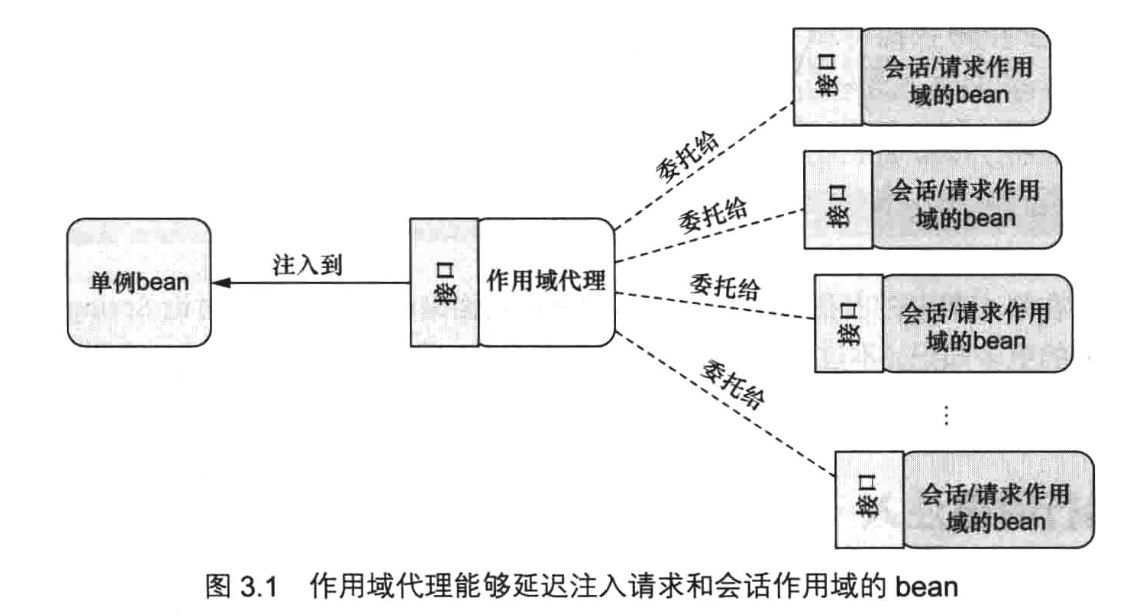 接口
会话/请求作用
域的bean
委托给
接口
会话/请求作用
域的bean
委托给
单例bean
注入到
接口
作用域代理
委托给
接口
会话/请求作用
域的bean
委托给
⋮
接口
会话/请求作用
域的bean
图 3.1 作用域代理能够延迟注入请求和会话作用域的 bean